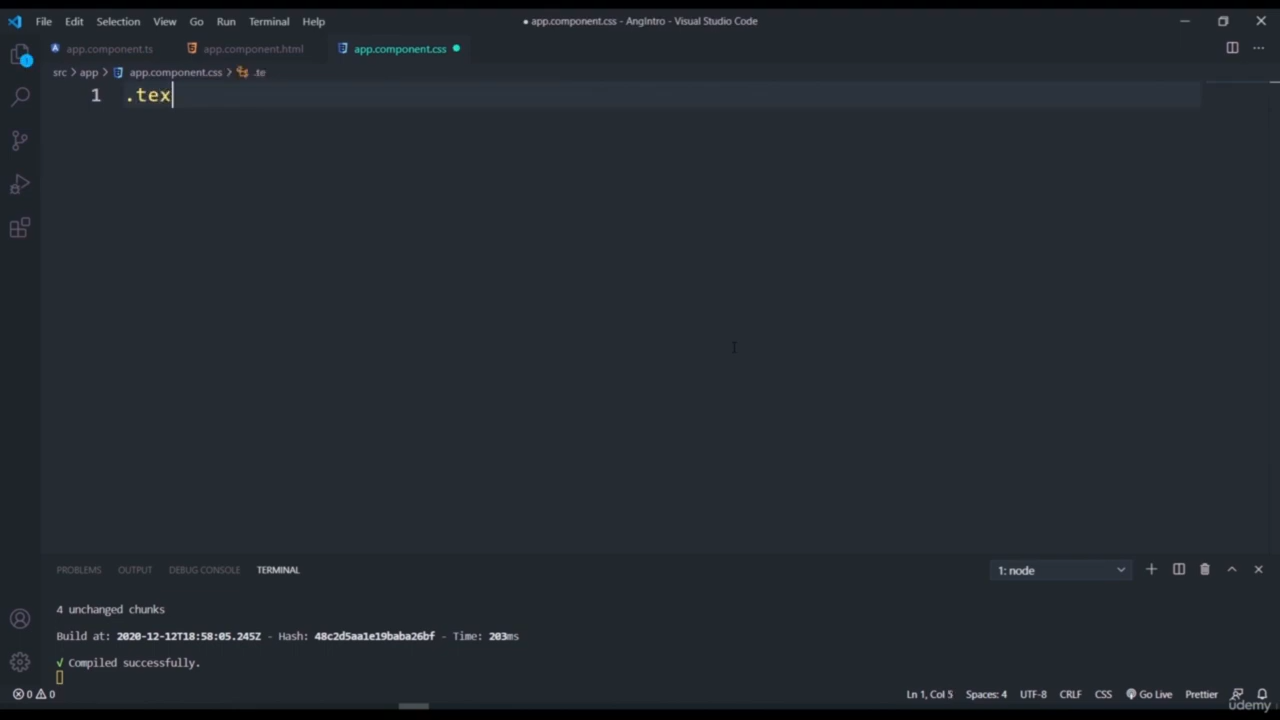 File Edit Selection View Go Run Terminal Help
● app.component.css - AngIntro - Visual Studio Code
app.component.ts app.component.html app.component.css
src > app > app.component.css > .te
1 .tex
PROBLEMS OUTPUT DEBUG CONSOLE TERMINAL
1: node
4 unchanged chunks
Build at: 2020-12-12T18:58:05.245Z - Hash: 48c2d5aa1e19baba26bf - Time: 203ms
√ Compiled successfully.
0 0 Ln 1, Col 5 Spaces: 4 UTF-8 CRLF CSS Go Live Prettier
udemy